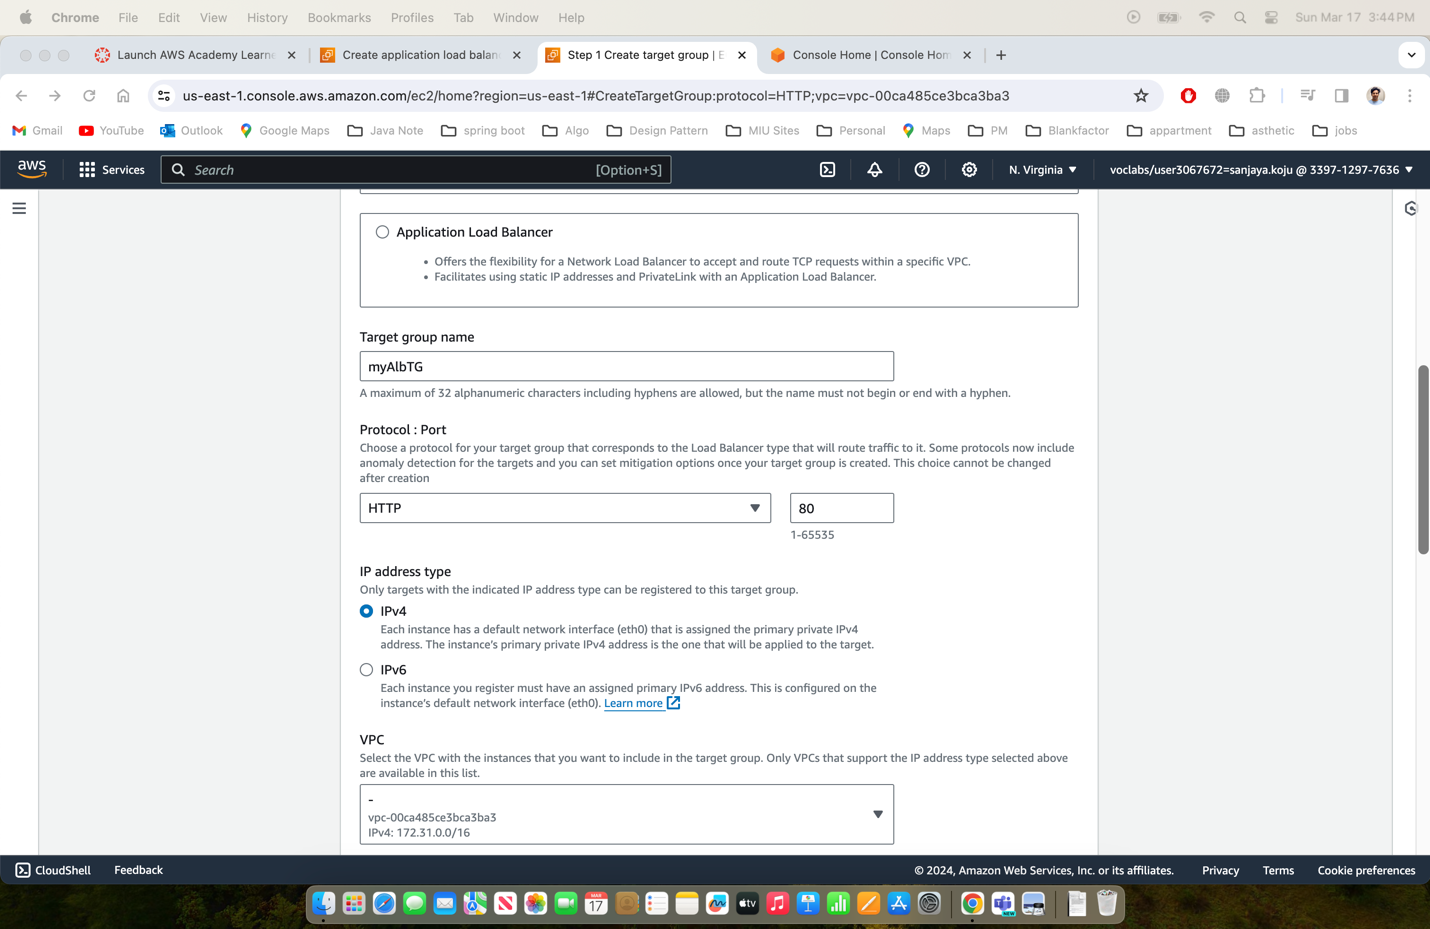 Chrome File Edit View History Bookmarks Profiles Tab Window Help Sun Mar 17 3:44 PM
Launch AWS Academy Learne Create application load balan Step 1 Create target group | E Console Home | Console Hom
us-east-1.console.aws.amazon.com/ec2/home?region=us-east-1#CreateTargetGroup:protocol=HTTP;vpc=vpc-00ca485ce3bca3ba3
Gmail YouTube Outlook Google Maps Java Note spring boot Algo Design Pattern MIU Sites Personal Maps PM Blankfactor appartment asthetic jobs
aws Services Search [Option+S] N. Virginia voclabs/user3067672=sanjaya.koju @ 3397-1297-7636
Application Load Balancer
• Offers the flexibility for a Network Load Balancer to accept and route TCP requests within a specific VPC.
• Facilitates using static IP addresses and PrivateLink with an Application Load Balancer.
Target group name
myAlbTG
A maximum of 32 alphanumeric characters including hyphens are allowed, but the name must not begin or end with a hyphen.
Protocol : Port
Choose a protocol for your target group that corresponds to the Load Balancer type that will route traffic to it. Some protocols now include
anomaly detection for the targets and you can set mitigation options once your target group is created. This choice cannot be changed
after creation
HTTP 80
1-65535
IP address type
Only targets with the indicated IP address type can be registered to this target group.
IPv4
Each instance has a default network interface (eth0) that is assigned the primary private IPv4
address. The instance's primary private IPv4 address is the one that will be applied to the target.
IPv6
Each instance you register must have an assigned primary IPv6 address. This is configured on the
instance's default network interface (eth0). Learn more
VPC
Select the VPC with the instances that you want to include in the target group. Only VPCs that support the IP address type selected above
are available in this list.
-
vpc-00ca485ce3bca3ba3
IPv4: 172.31.0.0/16
CloudShell Feedback © 2024, Amazon Web Services, Inc. or its affiliates. Privacy Terms Cookie preferences
MAR
17
tv
NEW